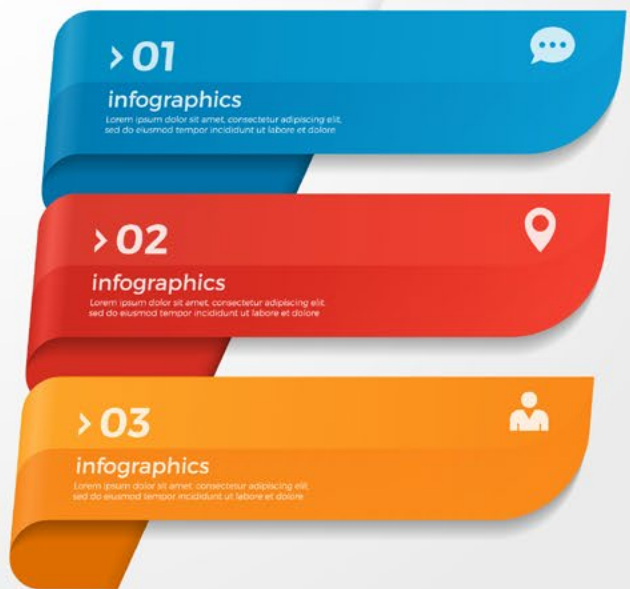 › 01
infographics
Lorem ipsum dolor sit amet, consectetur adipiscing elit,
sed do eiusmod tempor incididunt ut labore et dolore
› 02
infographics
Lorem ipsum dolor sit amet, consectetur adipiscing elit,
sed do eiusmod tempor incididunt ut labore et dolore
› 03
infographics
Lorem ipsum dolor sit amet, consectetur adipiscing elit,
sed do eiusmod tempor incididunt ut labore et dolore